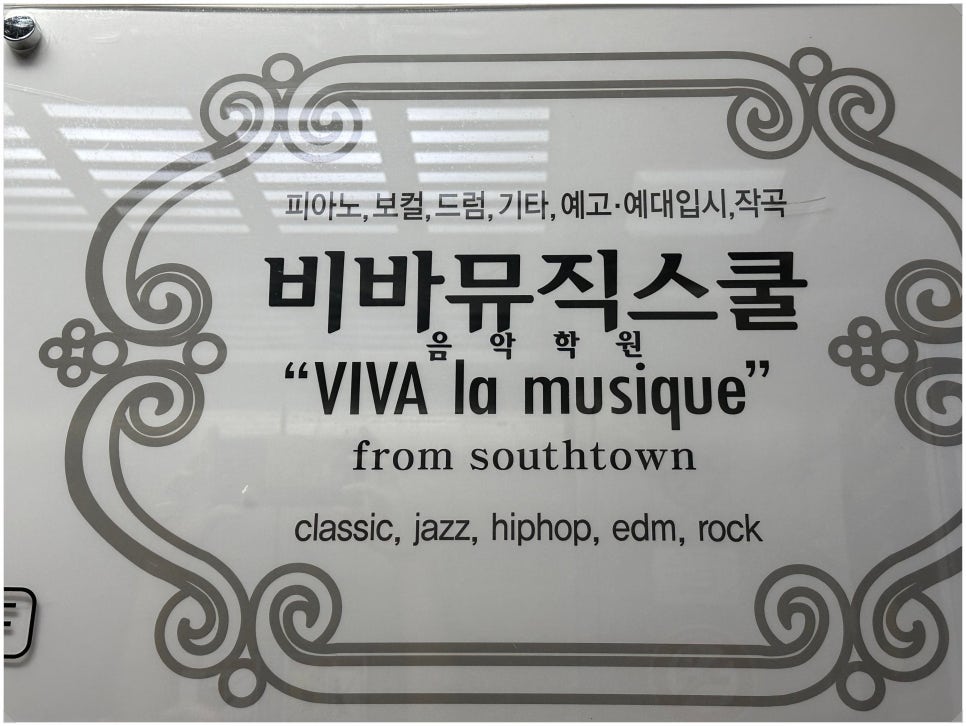 피아노,보컬,드럼,기타,예고·예대입시,작곡
비바뮤직스쿨
음악학원
“VIVA la musique”
from southtown
classic, jazz, hiphop, edm, rock